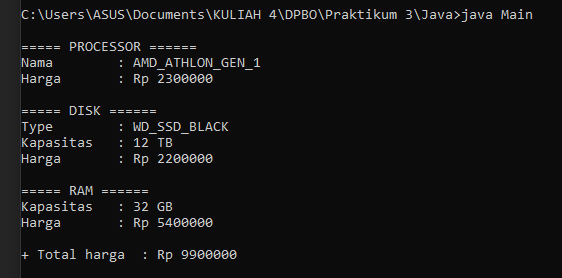 C:\Users\ASUS\Documents\KULIAH 4\DPBO\Praktikum 3\Java>java Main
===== PROCESSOR ======
Nama : AMD_ATHLON_GEN_1
Harga : Rp 2300000
===== DISK ======
Type : WD_SSD_BLACK
Kapasitas : 12 TB
Harga : Rp 2200000
===== RAM ======
Kapasitas : 32 GB
Harga : Rp 5400000
+ Total harga : Rp 9900000